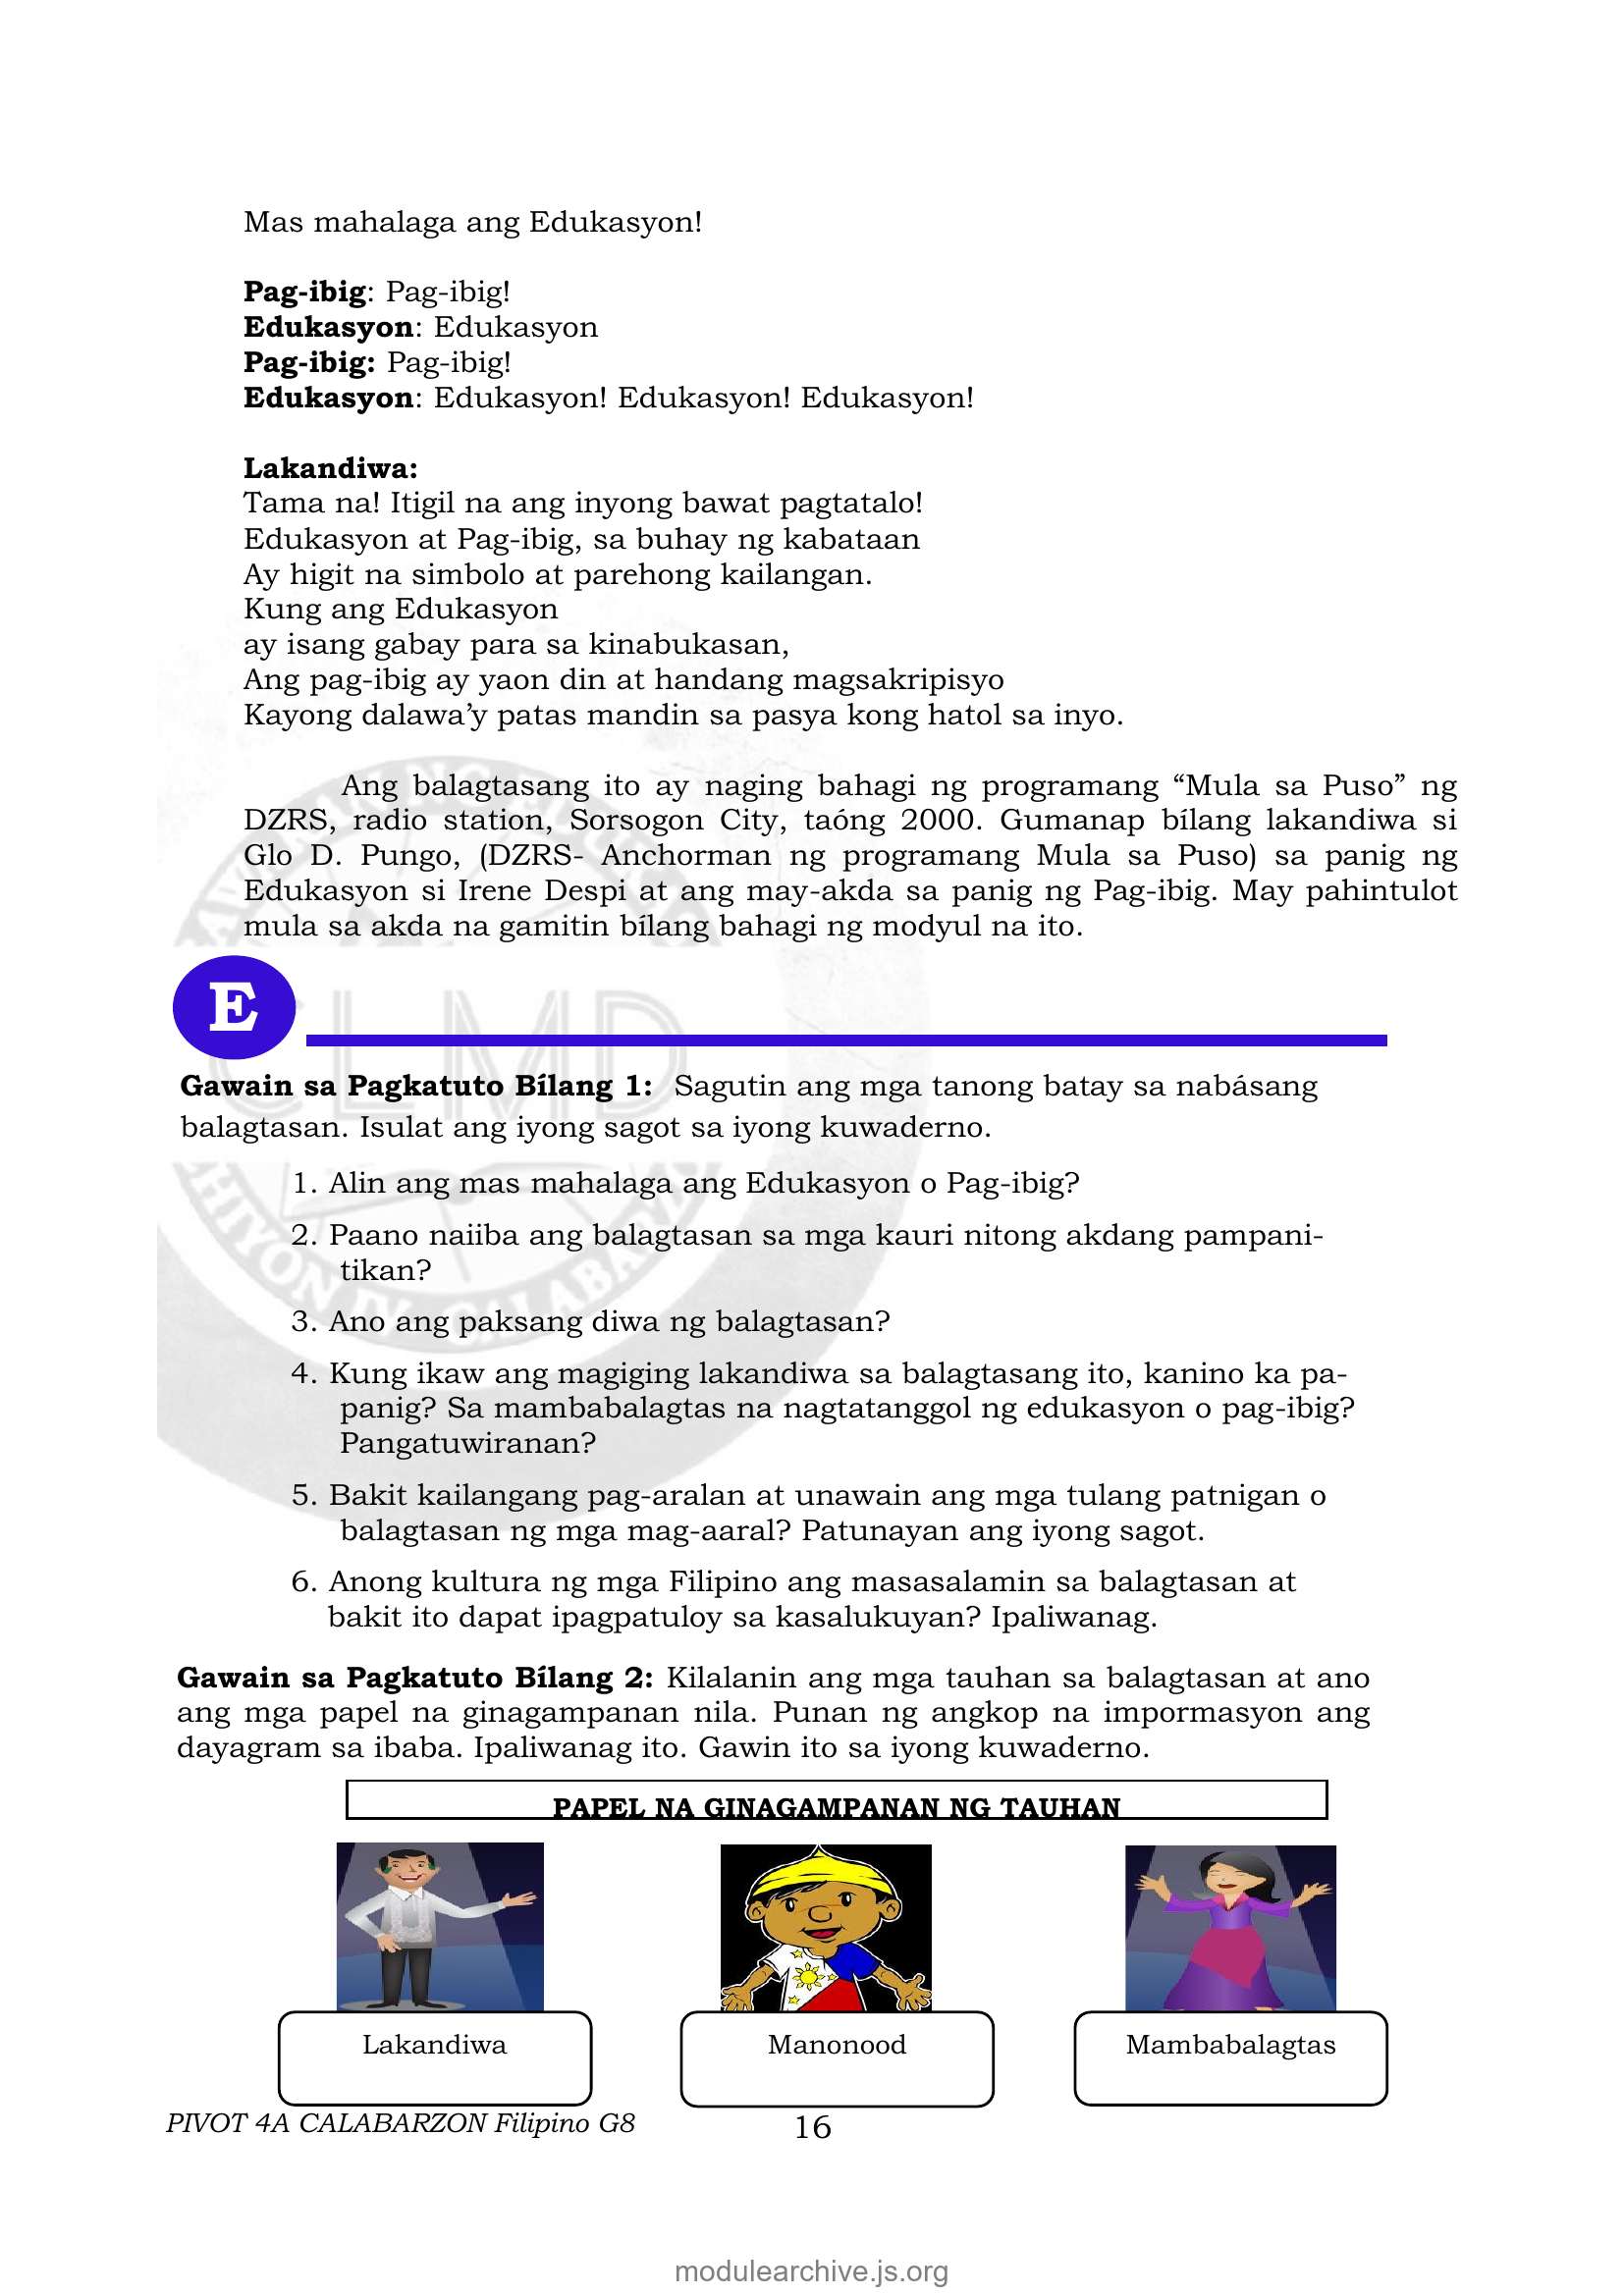 Mas mahalaga ang Edukasyon!
Pag-ibig: Pag-ibig!
Edukasyon: Edukasyon
Pag-ibig: Pag-ibig!
Edukasyon: Edukasyon! Edukasyon! Edukasyon!
Lakandiwa:
Tama na! Itigil na ang inyong bawat pagtatalo!
Edukasyon at Pag-ibig, sa buhay ng kabataan
Ay higit na simbolo at parehong kailangan.
Kung ang Edukasyon
ay isang gabay para sa kinabukasan,
Ang pag-ibig ay yaon din at handang magsakripisyo
Kayong dalawa’y patas mandin sa pasya kong hatol sa inyo.
Ang balagtasang ito ay naging bahagi ng programang “Mula sa Puso” ng
DZRS, radio station, Sorsogon City, taóng 2000. Gumanap bílang lakandiwa si
Glo D. Pungo, (DZRS- Anchorman ng programang Mula sa Puso) sa panig ng
Edukasyon si Irene Despi at ang may-akda sa panig ng Pag-ibig. May pahintulot
mula sa akda na gamitin bílang bahagi ng modyul na ito.
E
CLMD
Gawain sa Pagkatuto Bílang 1: Sagutin ang mga tanong batay sa nabásang
balagtasan. Isulat ang iyong sagot sa iyong kuwaderno.
1. Alin ang mas mahalaga ang Edukasyon o Pag-ibig?
2. Paano naiiba ang balagtasan sa mga kauri nitong akdang pampani-
tikan?
3. Ano ang paksang diwa ng balagtasan?
4. Kung ikaw ang magiging lakandiwa sa balagtasang ito, kanino ka pa-
panig? Sa mambabalagtas na nagtatanggol ng edukasyon o pag-ibig?
Pangatuwiranan?
5. Bakit kailangang pag-aralan at unawain ang mga tulang patnigan o
balagtasan ng mga mag-aaral? Patunayan ang iyong sagot.
6. Anong kultura ng mga Filipino ang masasalamin sa balagtasan at
bakit ito dapat ipagpatuloy sa kasalukuyan? Ipaliwanag.
Gawain sa Pagkatuto Bílang 2: Kilalanin ang mga tauhan sa balagtasan at ano
ang mga papel na ginagampanan nila. Punan ng angkop na impormasyon ang
dayagram sa ibaba. Ipaliwanag ito. Gawin ito sa iyong kuwaderno.
PAPEL NA GINAGAMPANAN NG TAUHAN
Lakandiwa
Manonood
Mambabalagtas
PIVOT 4A CALABARZON Filipino G8
16
modulearchive.js.org